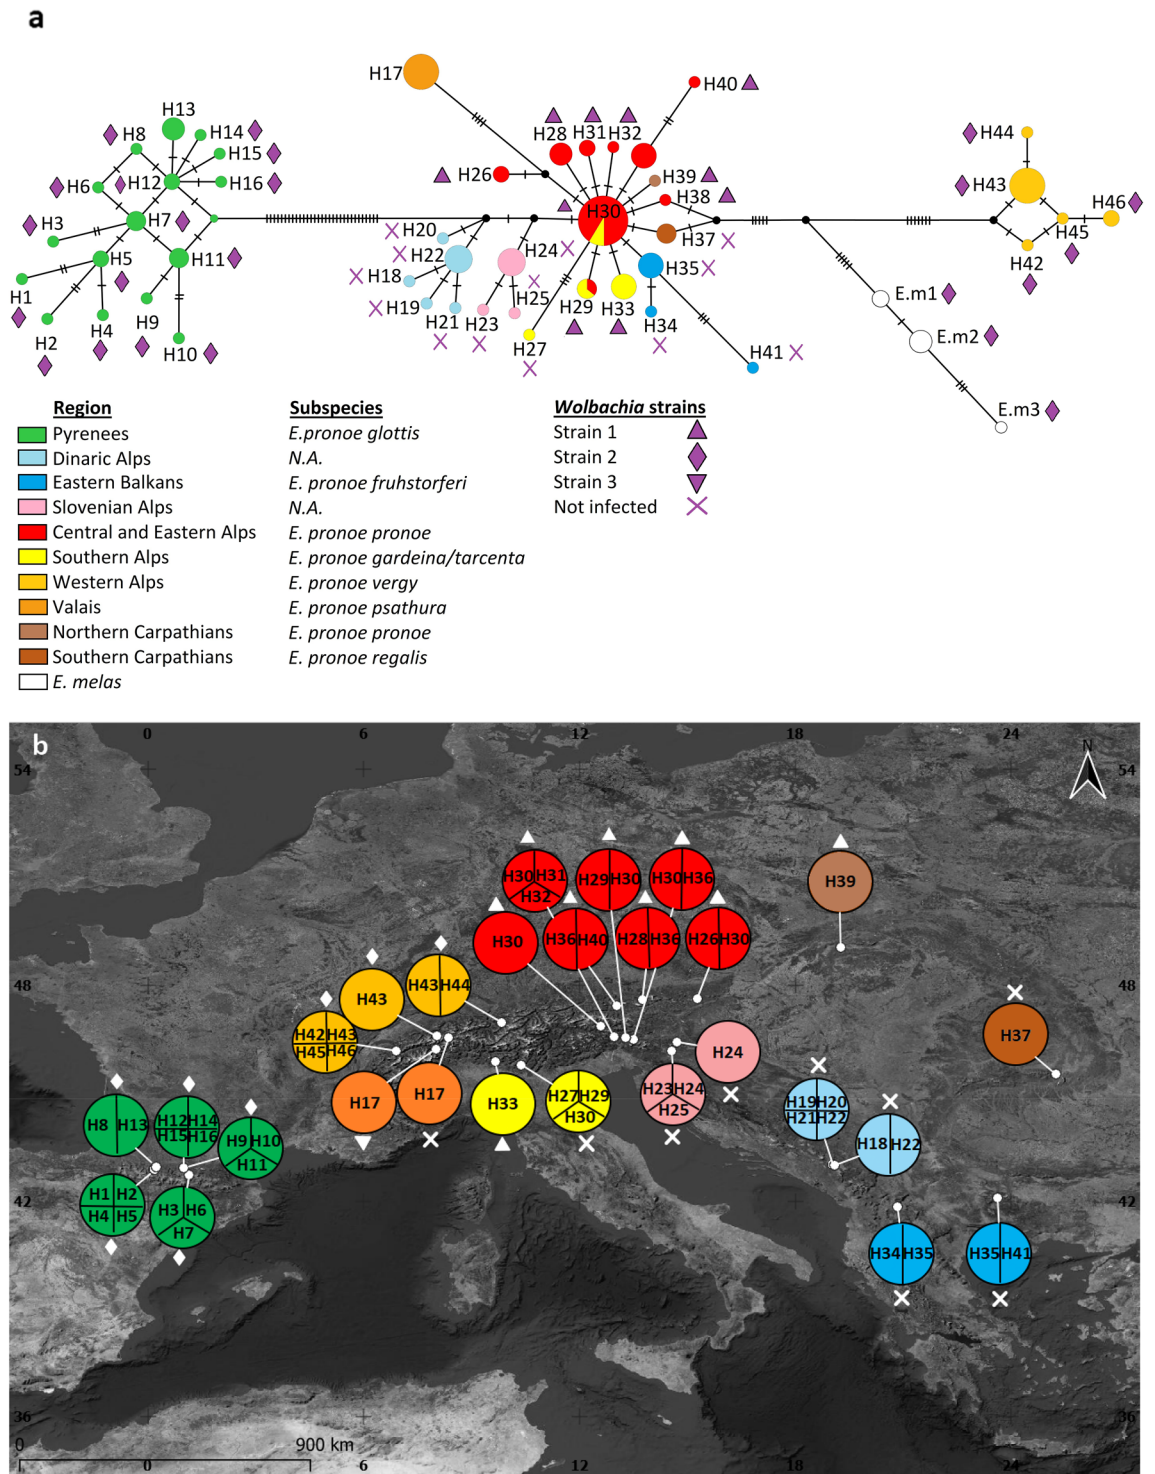 a
H17
H40
H13
H8
H14
H28
H31
H32
H44
H15
H12
H16
H26
H39
H43
H6
H38
H46
H30
H3
H7
H20
H24
H37
H45
H5
H11
H22
H35
H42
H18
H1
H25
H29
H33
E.m1
H9
H4
H19
H21
H23
H34
E.m2
H2
H10
H27
H41
E.m3
Region Subspecies Wolbachia strains
Pyrenees E.pronoe glottis Strain 1
Dinaric Alps N.A. Strain 2
Eastern Balkans E. pronoe fruhstorferi Strain 3
Slovenian Alps N.A. Not infected
Central and Eastern Alps E. pronoe pronoe
Southern Alps E. pronoe gardeina/tarcenta
Western Alps E. pronoe vergy
Valais E. pronoe psathura
Northern Carpathians E. pronoe pronoe
Southern Carpathians E. pronoe regalis
E. melas
b
0 6 12 18 24
N
54 54
H30 H31
H32
H29 H30
H30 H36
H39
H30
H36 H40
H28 H36
H26 H30
48 48
H43
H43 H44
H42 H43
H45 H46
H37
H24
H17
H17
H33
H27 H29
H30
H23 H24
H25
H19 H20
H21 H22
H18 H22
H8 H13
H12 H14
H15 H16
H9 H10
H11
42 42
H1 H2
H4 H5
H3 H6
H7
H34 H35
H35 H41
36 36
0 900 km
0 6 12 18 24